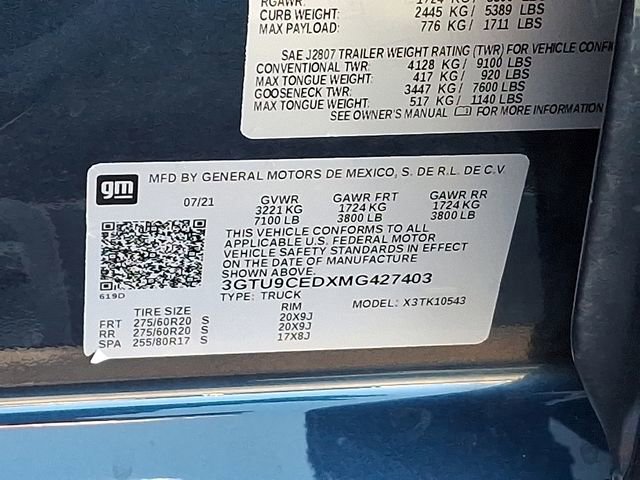 CURB WEIGHT: 2445 KG/ 5389 LBS
MAX PAYLOAD: 776 KG/ 1711 LBS
SAE J2807 TRAILER WEIGHT RATING (TWR) FOR VEHICLE
CONVENTIONAL TWR: 4128 KG/ 9100 LBS
MAX TONGUE WEIGHT: 417 KG/ 920 LBS
GOOSENECK TWR: 3447 KG/ 7600 LBS
MAX TONGUE WEIGHT: 517 KG/ 1140 LBS
SEE OWNER'S MANUAL FOR MORE INFORMATION
gm
MFD BY GENERAL MOTORS DE MEXICO, S. DE R.L. DE C.V.
07/21 GVWR GAWR FRT GAWR RR
3221 KG 1724 KG 1724 KG
7100 LB 3800 LB 3800 LB
THIS VEHICLE CONFORMS TO ALL
APPLICABLE U.S. FEDERAL MOTOR
VEHICLE SAFETY STANDARDS IN EFFECT
ON THE DATE OF MANUFACTURE
SHOWN ABOVE.
3GTU9CEDXMG427403
619D
TYPE: TRUCK MODEL: X3TK10543
TIRE SIZE RIM
FRT 275/60R20 S 20X9J
RR 275/60R20 S 20X9J
SPA 255/80R17 S 17X8J